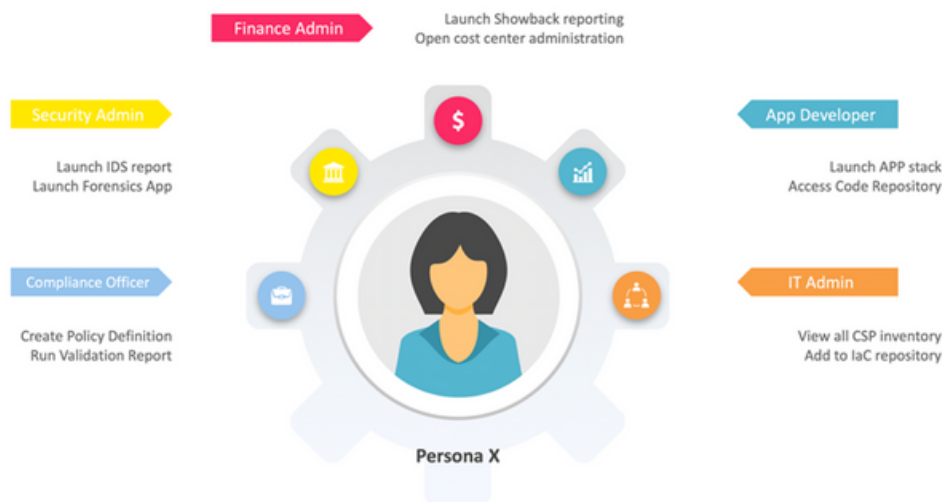 Finance Admin
Launch Showback reporting
Open cost center administration
Security Admin
Launch IDS report
Launch Forensics App
$
App Developer
Launch APP stack
Access Code Repository
Compliance Officer
Create Policy Definition
Run Validation Report
IT Admin
View all CSP inventory
Add to IaC repository
Persona X